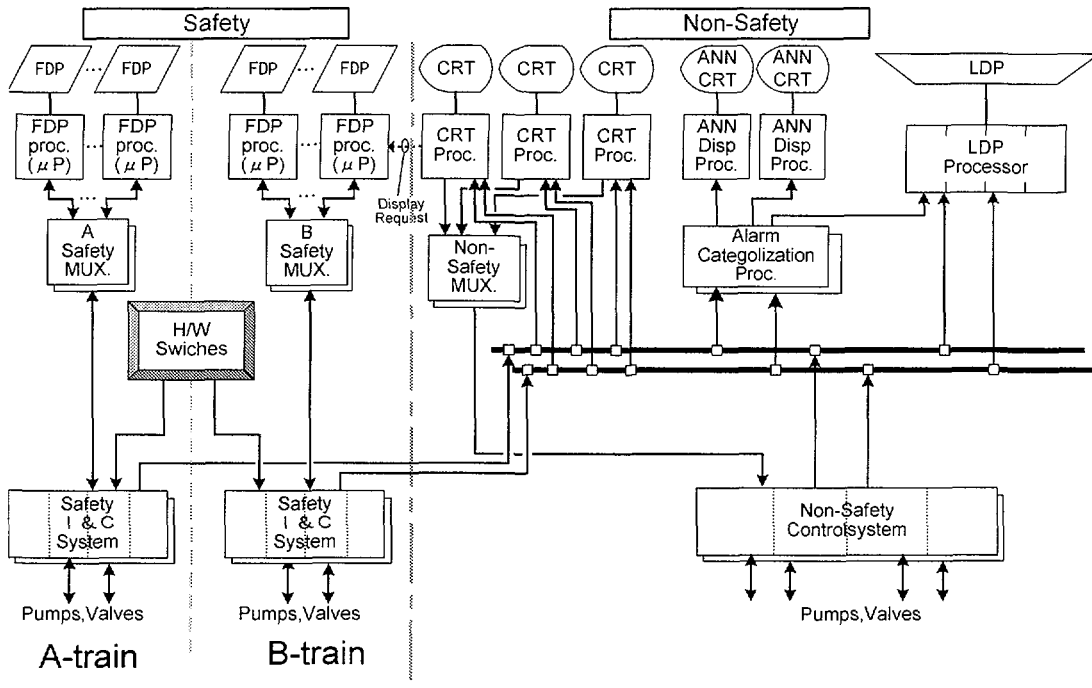 Safety
Non-Safety
FDP
FDP
FDP
FDP
CRT
CRT
CRT
ANN
CRT
ANN
CRT
LDP
FDP
proc.
(μP)
FDP
proc.
(μP)
FDP
proc.
(μP)
FDP
proc.
(μP)
CRT
Proc.
CRT
Proc.
CRT
Proc.
ANN
Disp
Proc.
ANN
Disp
Proc.
LDP
Processor
Display
Request
A
Safety
MUX.
B
Safety
MUX.
Non-
Safety
MUX.
Alarm
Categolization
Proc.
H/W
Swiches
Safety
I & C
System
Safety
I & C
System
Non-Safety
Controlsystem
Pumps,Valves
Pumps,Valves
Pumps,Valves
A-train
B-train